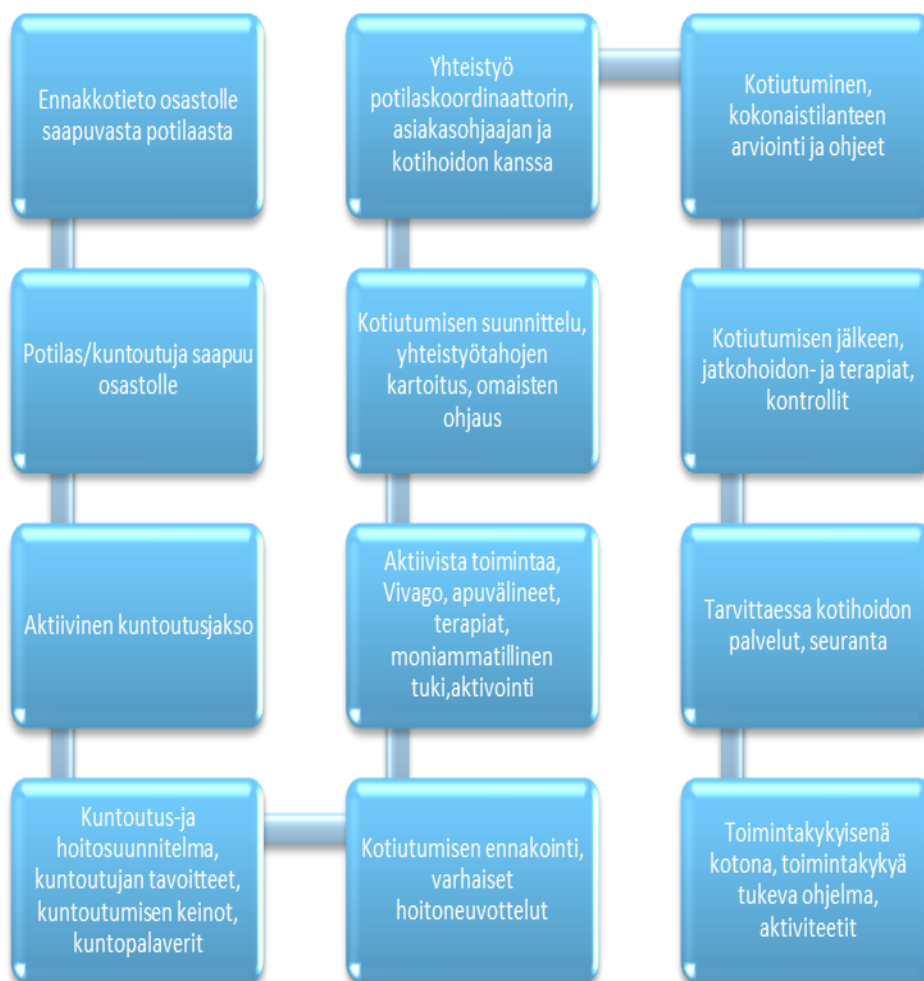 Ennakkotieto osastolle
saapuvasta potilaasta
Potilas/kuntoutuja saapuu
osastolle
Aktiivinen kuntoutusjakso
Kuntoutus-ja
hoitosuunnitelma,
kuntoutujan tavoitteet,
kuntoutumisen keinot,
kuntopalaverit
Kotiutumisen ennakointi,
varhaiset
hoitoneuvottelut
Aktiivista toimintaa,
Vivago, apuvälineet,
terapiat,
moniammatillinen
tuki,aktivointi
Kotiutumisen suunnittelu,
yhteistyötahojen
kartoitus, omaisten
ohjaus
Yhteistyö
potilaskoordinaattorin,
asiakasohjaajan ja
kotihoidon kanssa
Kotiutuminen,
kokonaistilanteen
arviointi ja ohjeet
Kotiutumisen jälkeen,
jatkohoidon- ja terapiat,
kontrollit
Tarvittaessa kotihoidon
palvelut, seuranta
Toimintakykyisenä
kotona, toimintakykyä
tukeva ohjelma,
aktiviteetit